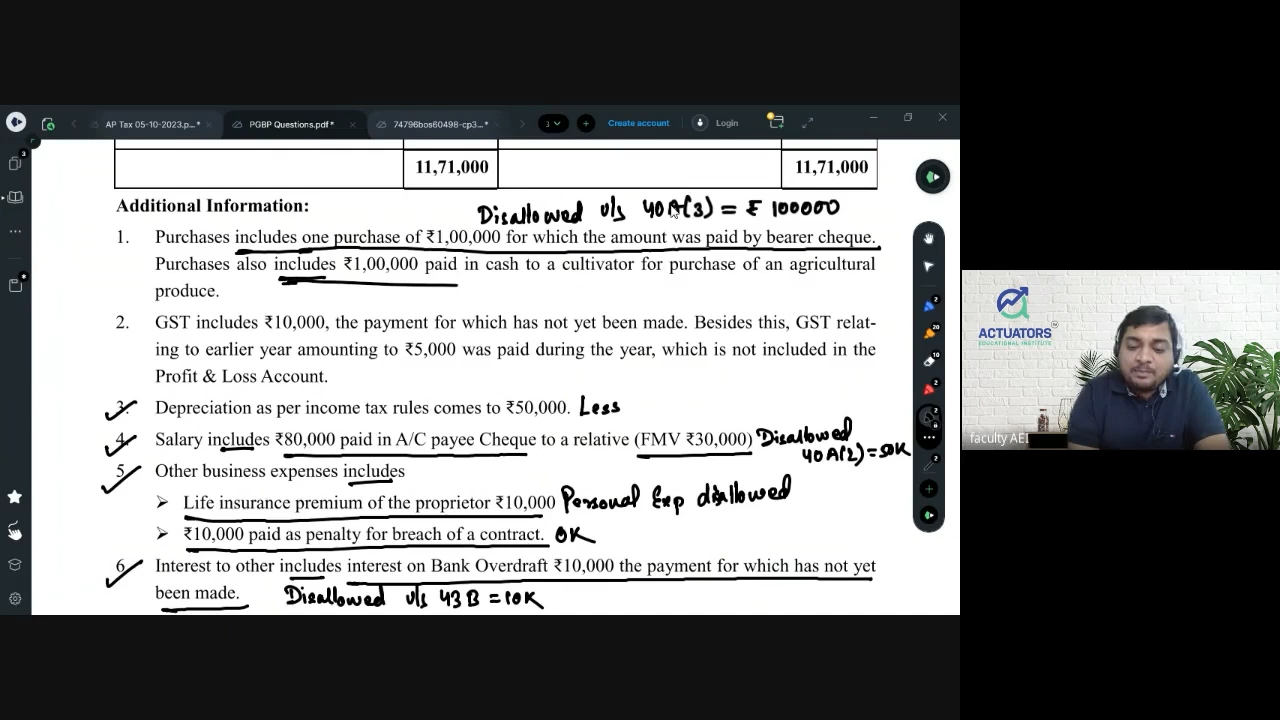 AP Tax 05-10-2023.p...*
PGBP Questions.pdf*
74796bos60498-cp3...*
3
Create account
Login
11,71,000 11,71,000
Additional Information:
Disallowed u/s 40A(3) = ₹ 100000
1. Purchases includes one purchase of ₹1,00,000 for which the amount was paid by bearer cheque.
Purchases also includes ₹1,00,000 paid in cash to a cultivator for purchase of an agricultural
produce.
2. GST includes ₹10,000, the payment for which has not yet been made. Besides this, GST relat-
ing to earlier year amounting to ₹5,000 was paid during the year, which is not included in the
Profit & Loss Account.
3. Depreciation as per income tax rules comes to ₹50,000. Less
4. Salary includes ₹80,000 paid in A/C payee Cheque to a relative (FMV ₹30,000) Disallowed
40A(2) = 50K
5. Other business expenses includes
➢ Life insurance premium of the proprietor ₹10,000 Personal Exp disallowed
➢ ₹10,000 paid as penalty for breach of a contract. OK
6. Interest to other includes interest on Bank Overdraft ₹10,000 the payment for which has not yet
been made. Disallowed u/s 43B = 10K
ACTUATORS
EDUCATIONAL INSTITUTE
faculty AEI